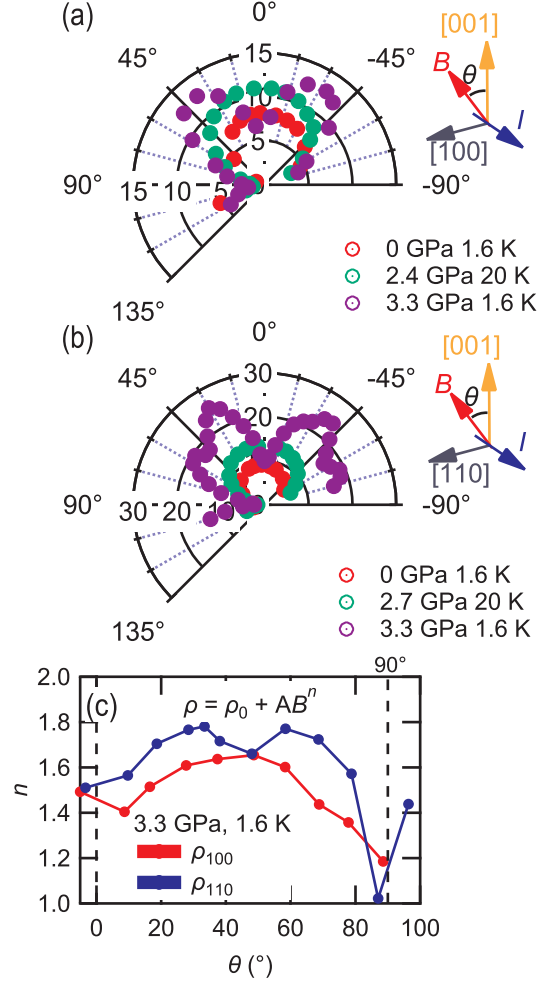 (a)
0°
45°
-45°
15
10
5
90°
15 10 5 0
-90°
135°
[001]
B
θ
I
[100]
0 GPa 1.6 K
2.4 GPa 20 K
3.3 GPa 1.6 K
(b)
0°
45°
-45°
30
20
10
90°
30 20 10 0
-90°
135°
[001]
B
θ
I
[110]
0 GPa 1.6 K
2.7 GPa 20 K
3.3 GPa 1.6 K
90°
(c)
ρ = ρ0 + ABⁿ
2.0
1.8
1.6
1.4
1.2
1.0
n
3.3 GPa, 1.6 K
ρ100
ρ110
0 20 40 60 80 100
θ (°)